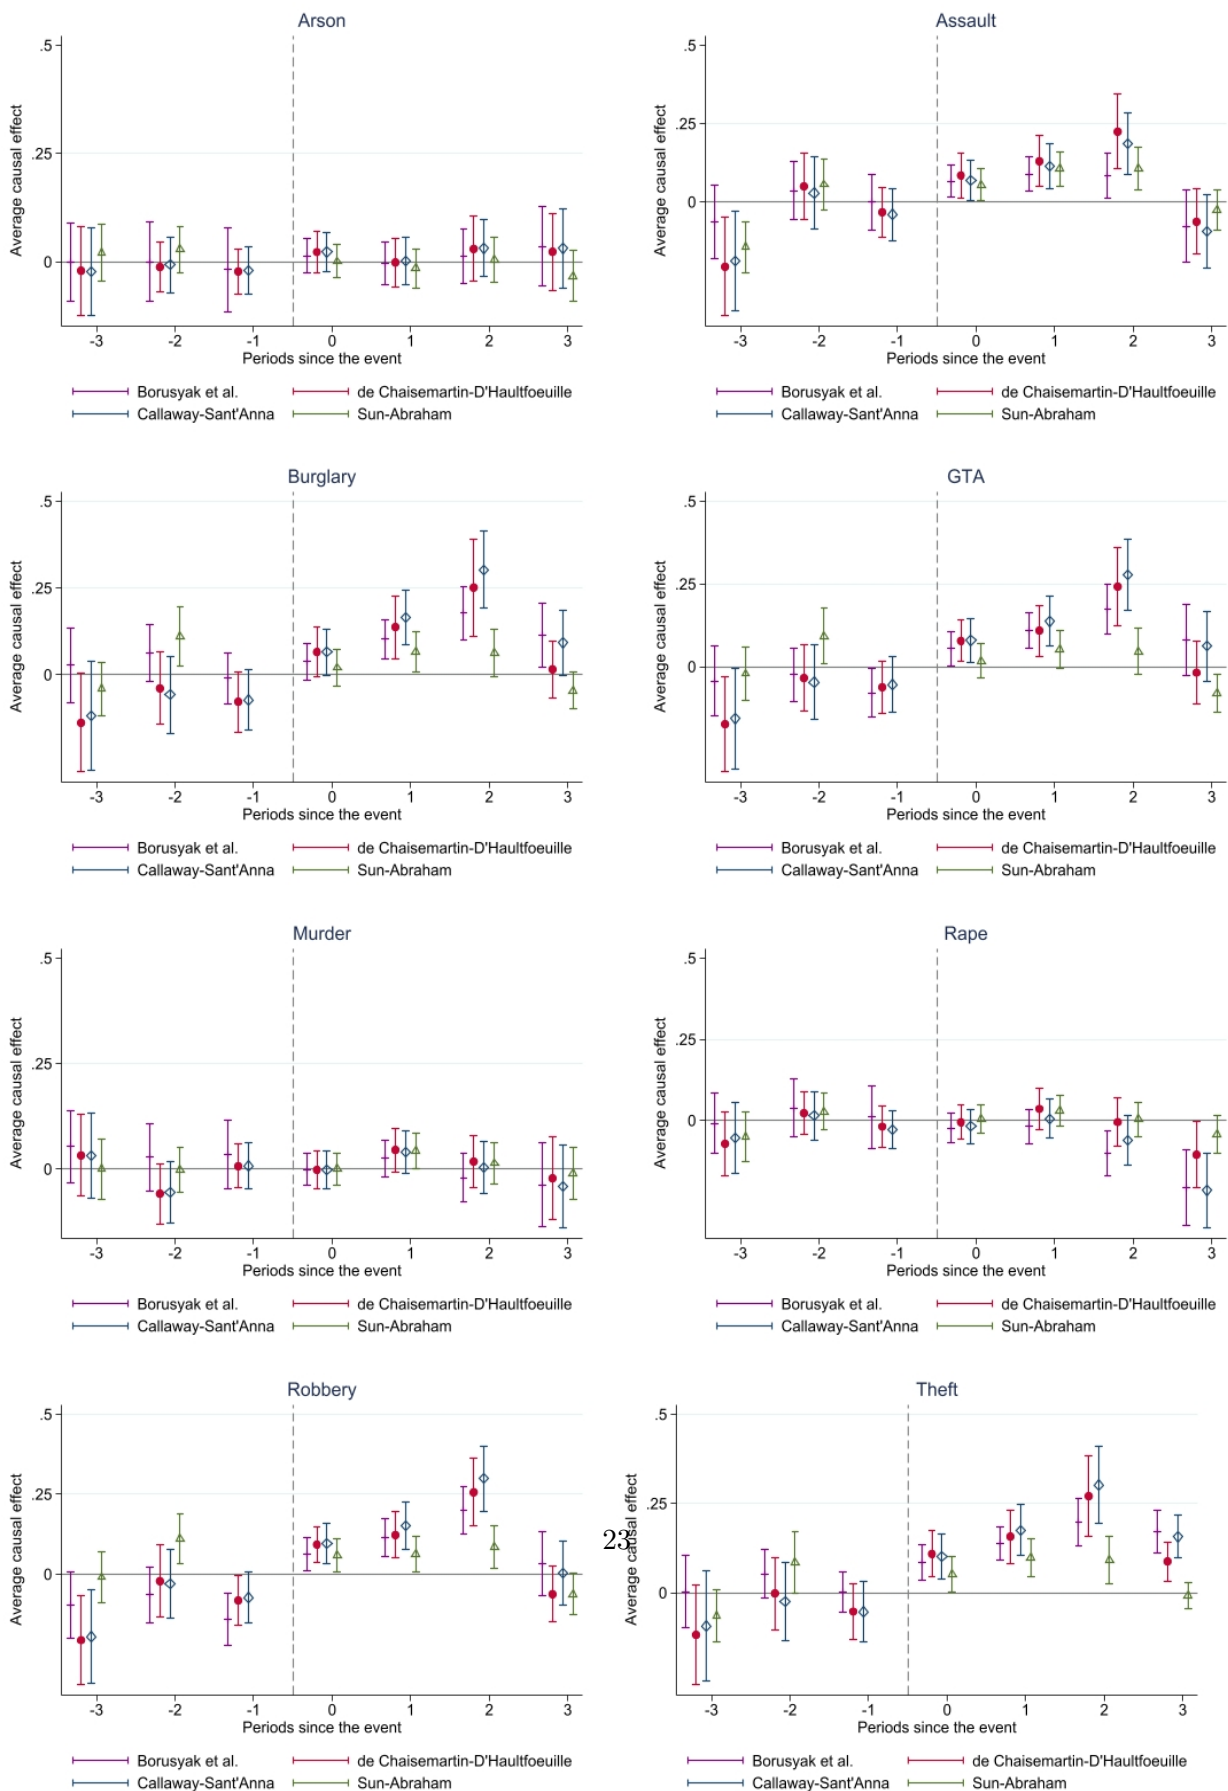 Arson
Average causal effect
.5
.25
0
-3 -2 -1 0 1 2 3
Periods since the event
Borusyak et al. de Chaisemartin-D'Haultfoeuille
Callaway-Sant'Anna Sun-Abraham
Assault
Average causal effect
.5
.25
0
-3 -2 -1 0 1 2 3
Periods since the event
Borusyak et al. de Chaisemartin-D'Haultfoeuille
Callaway-Sant'Anna Sun-Abraham
Burglary
Average causal effect
.5
.25
0
-3 -2 -1 0 1 2 3
Periods since the event
Borusyak et al. de Chaisemartin-D'Haultfoeuille
Callaway-Sant'Anna Sun-Abraham
GTA
Average causal effect
.5
.25
0
-3 -2 -1 0 1 2 3
Periods since the event
Borusyak et al. de Chaisemartin-D'Haultfoeuille
Callaway-Sant'Anna Sun-Abraham
Murder
Average causal effect
.5
.25
0
-3 -2 -1 0 1 2 3
Periods since the event
Borusyak et al. de Chaisemartin-D'Haultfoeuille
Callaway-Sant'Anna Sun-Abraham
Rape
Average causal effect
.5
.25
0
-3 -2 -1 0 1 2 3
Periods since the event
Borusyak et al. de Chaisemartin-D'Haultfoeuille
Callaway-Sant'Anna Sun-Abraham
Robbery
Average causal effect
.5
.25
0
-3 -2 -1 0 1 2 3
Periods since the event
Borusyak et al. de Chaisemartin-D'Haultfoeuille
Callaway-Sant'Anna Sun-Abraham
Theft
Average causal effect
.5
.25
0
-3 -2 -1 0 1 2 3
Periods since the event
Borusyak et al. de Chaisemartin-D'Haultfoeuille
Callaway-Sant'Anna Sun-Abraham
23